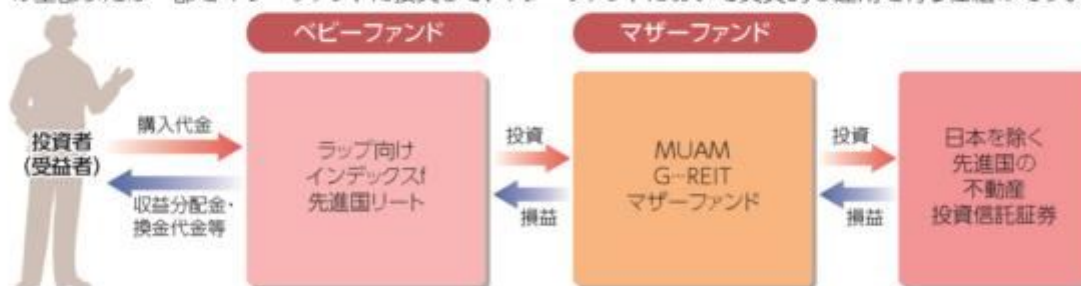 ベビーファンド
マザーファンド
投資者
(受益者)
購入代金
収益分配金・
換金代金等
ラップ向け
インデックスf
先進国リート
投資
損益
MUAM
G-REIT
マザーファンド
投資
損益
日本を除く
先進国の
不動産
投資信託証券